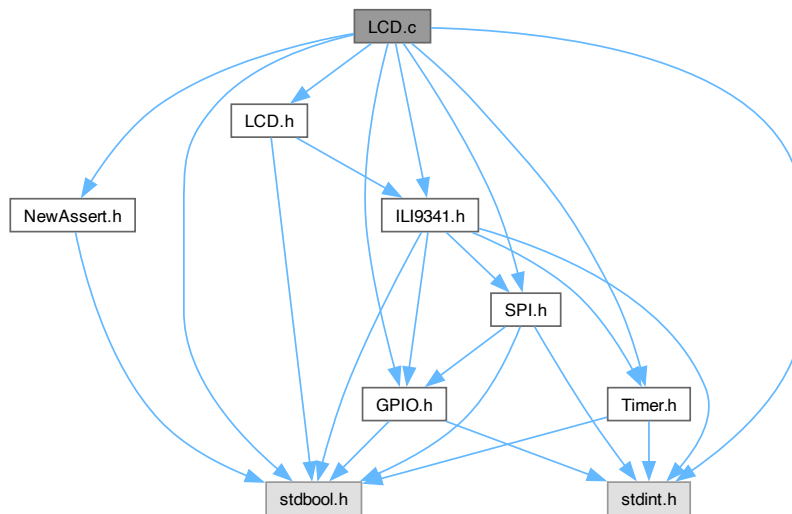 LCD.c
LCD.h
NewAssert.h
ILI9341.h
SPI.h
GPIO.h
Timer.h
stdbool.h
stdint.h